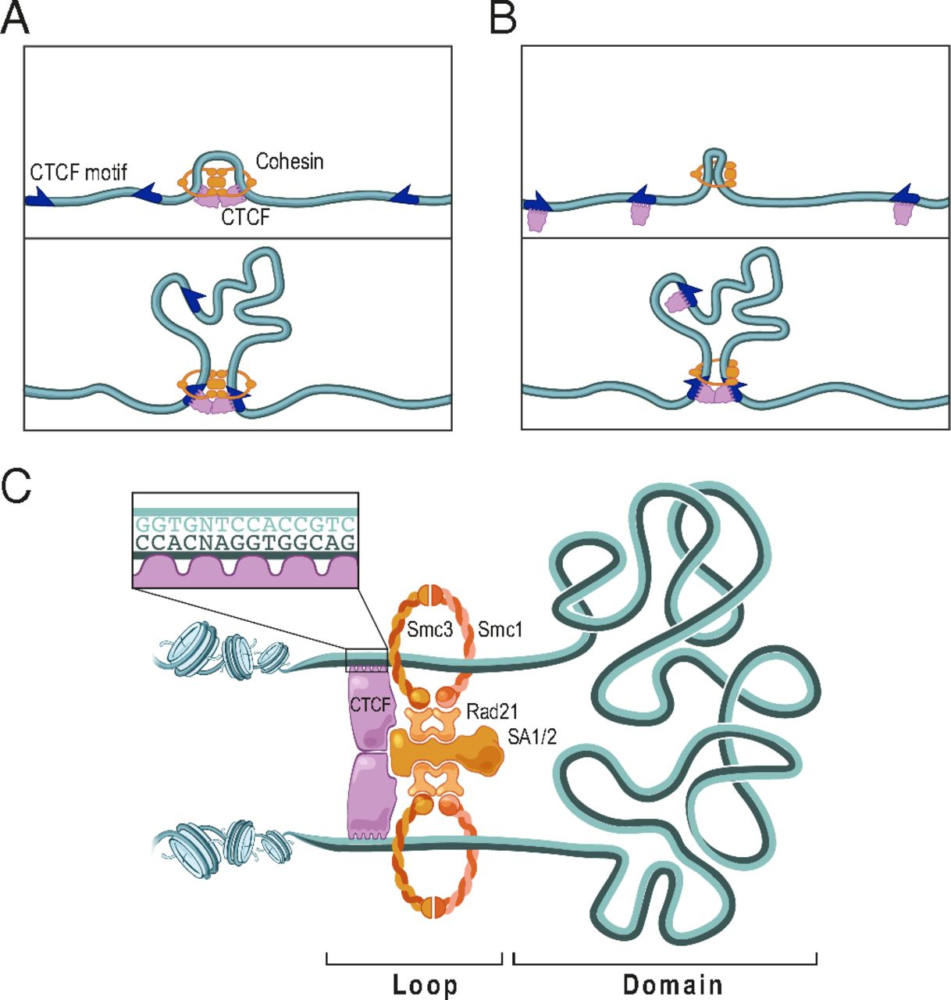 A
B
CTCF motif
Cohesin
CTCF
C
GGTGNTCCACCGTC
CCACNAGGTGGCAG
Smc3
Smc1
CTCF
Rad21
SA1/2
Loop
Domain